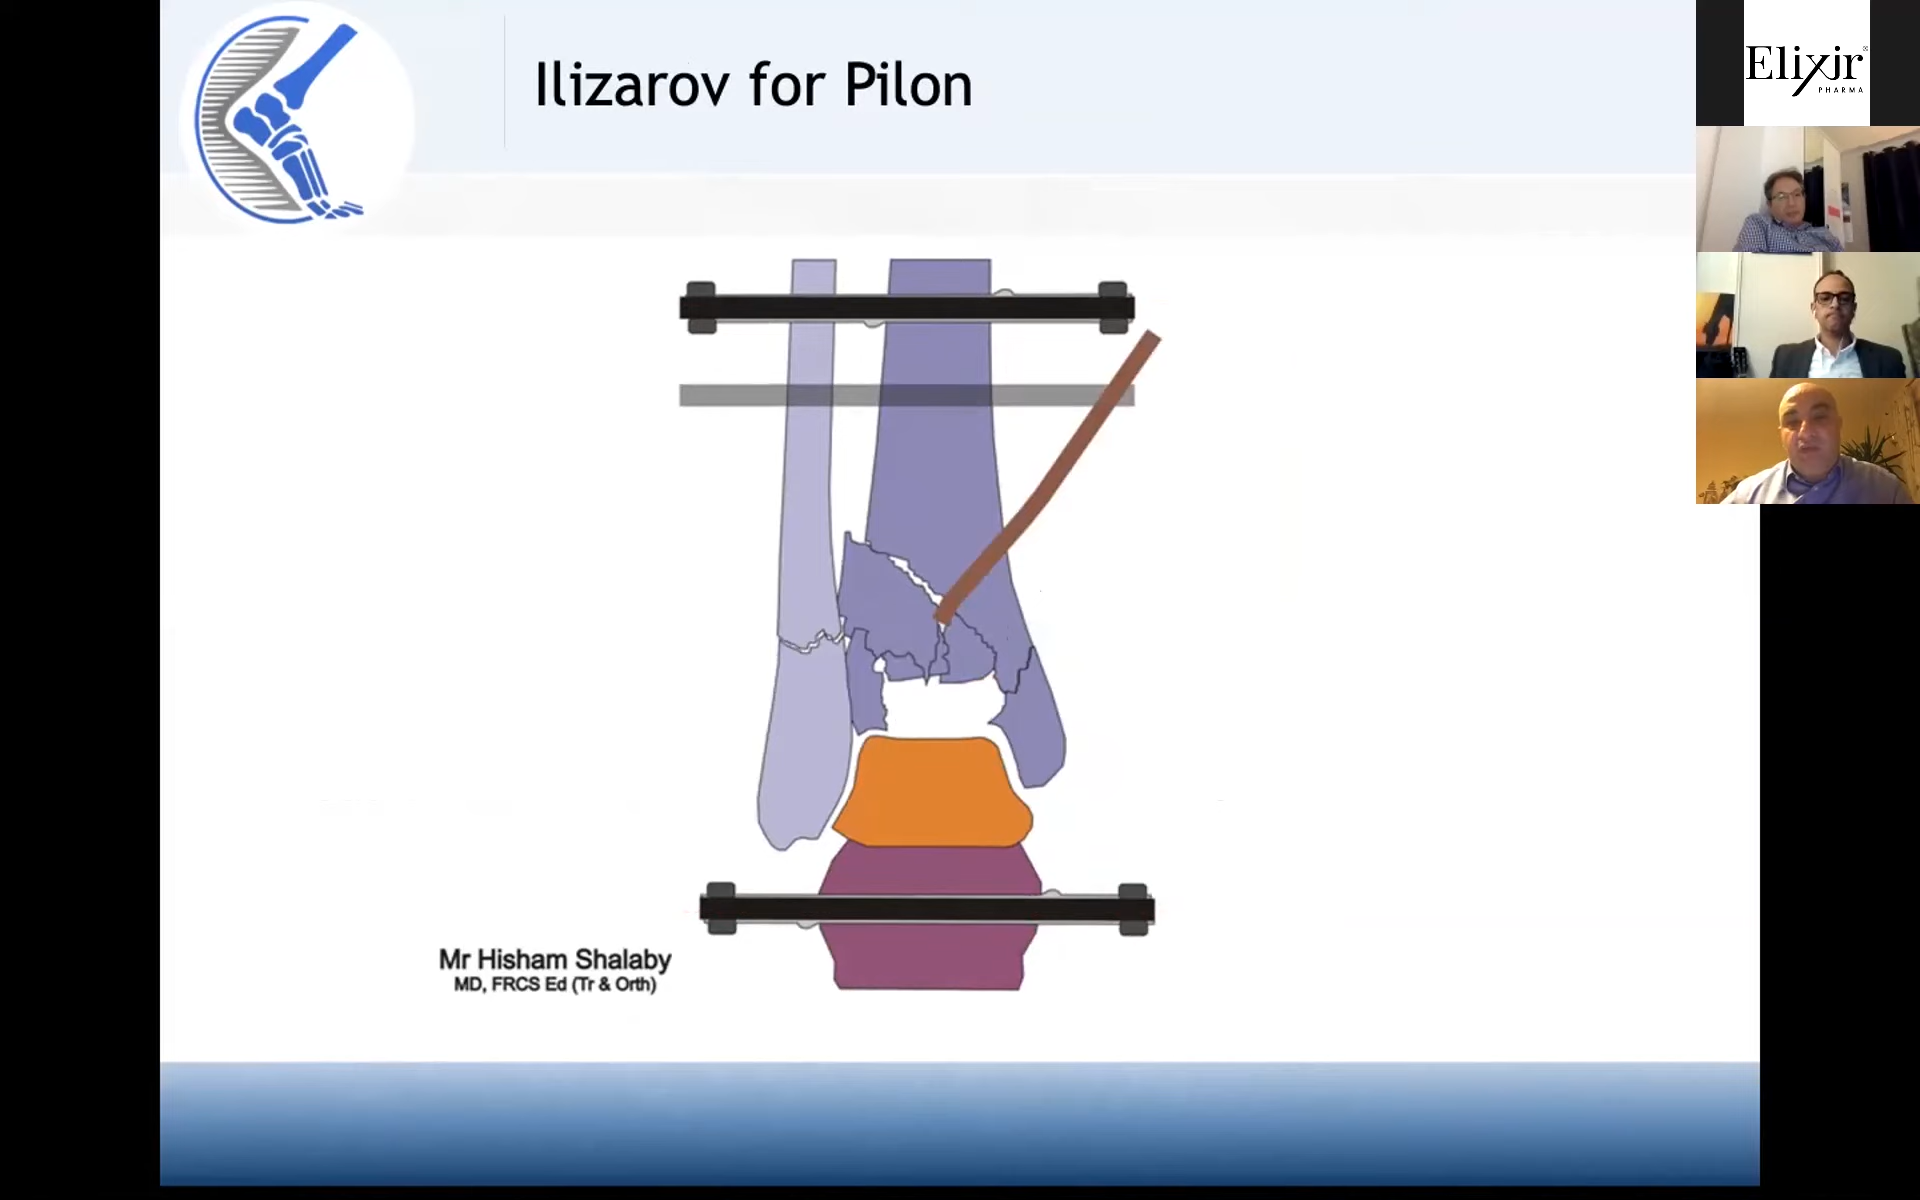 Ilizarov for Pilon
Elixir
PHARMA
Mr Hisham Shalaby
MD, FRCS Ed (Tr & Orth)